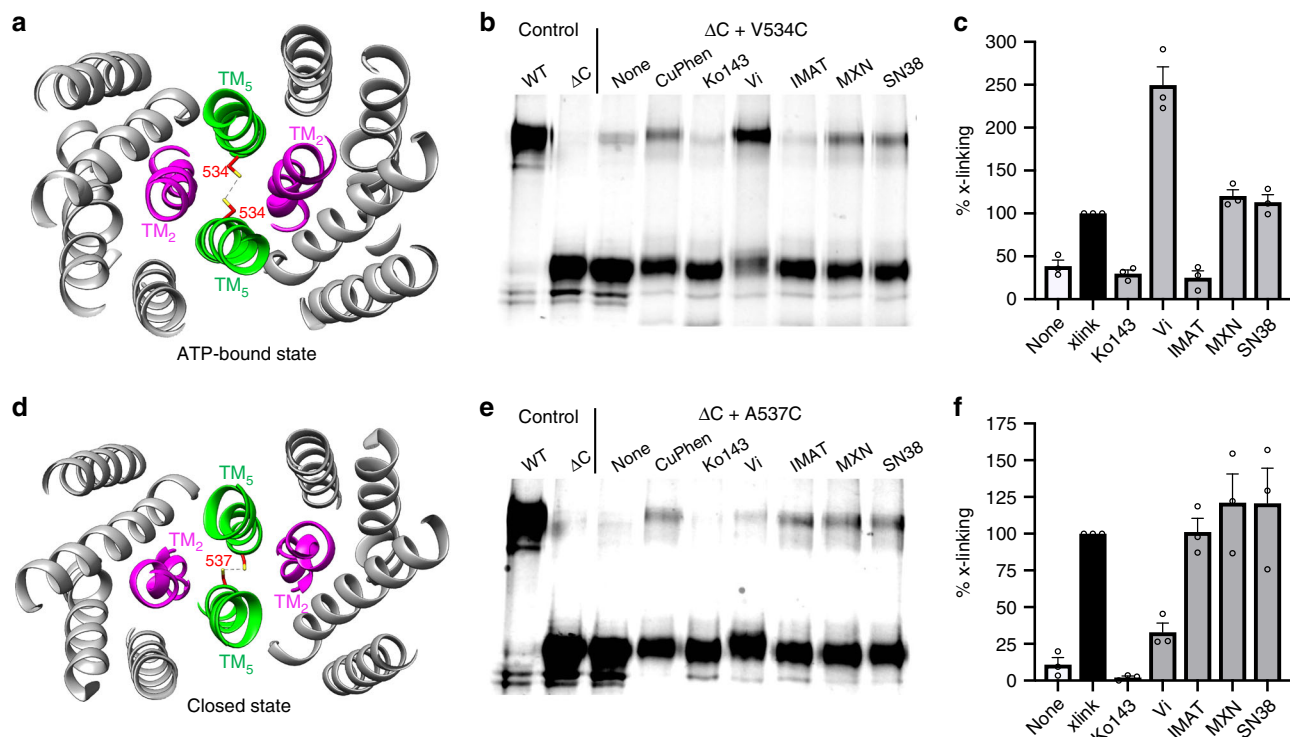 a
TM5
TM2
534
534
TM2
TM5
ATP-bound state
b
Control
ΔC + V534C
WT
ΔC
None
CuPhen
Ko143
Vi
IMAT
MXN
SN38
c
% x-linking
300
250
200
150
100
50
0
None
xlink
Ko143
Vi
IMAT
MXN
SN38
d
TM5
TM2
537
TM2
TM5
Closed state
e
Control
ΔC + A537C
WT
ΔC
None
CuPhen
Ko143
Vi
IMAT
MXN
SN38
f
% x-linking
175
150
125
100
75
50
25
0
None
xlink
Ko143
Vi
IMAT
MXN
SN38